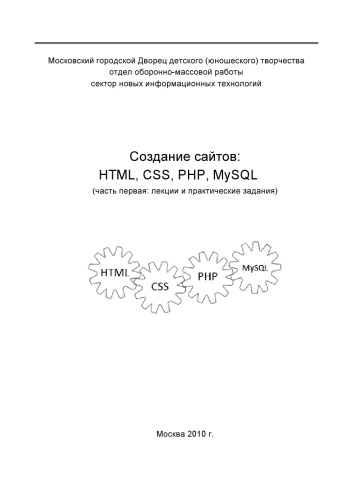 Московский городской Дворец детского (юношеского) творчества
отдел оборонно-массовой работы
сектор новых информационных технологий
Создание сайтов:
HTML, CSS, PHP, MySQL
(часть первая: лекции и практические задания)
HTML
CSS
PHP
MySQL
Москва 2010 г.